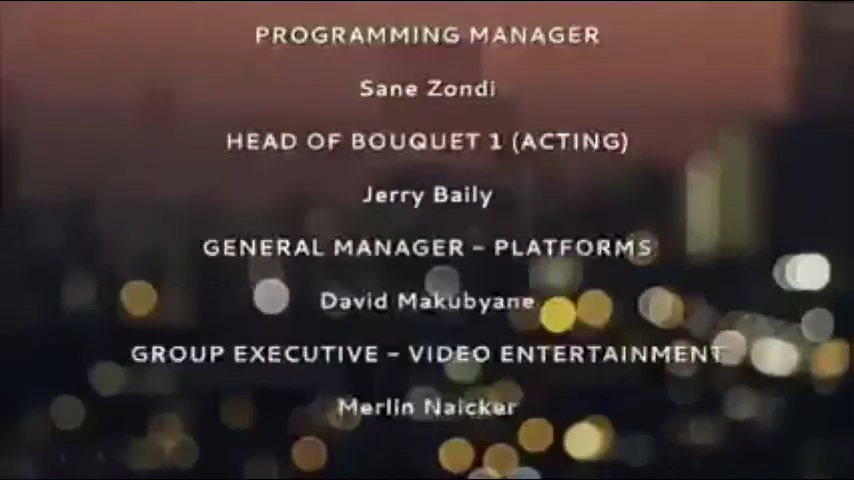 PROGRAMMING MANAGER
Sane Zondi
HEAD OF BOUQUET 1 (ACTING)
Jerry Baily
GENERAL MANAGER – PLATFORMS
David Makubyane
GROUP EXECUTIVE – VIDEO ENTERTAINMENT
Merlin Naicker